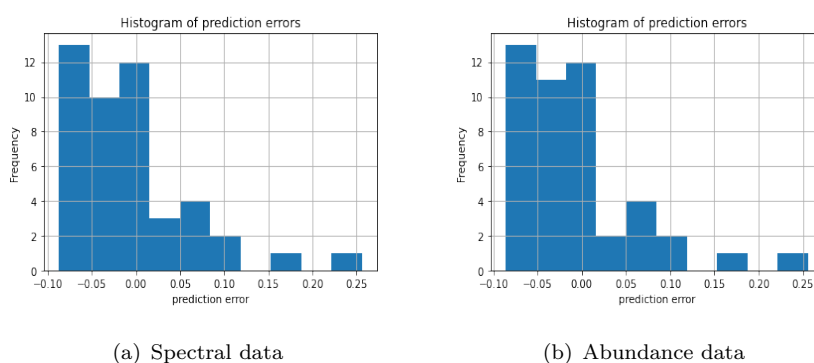 Histogram of prediction errors
Frequency
12
10
8
6
4
2
0
−0.10 −0.05 0.00 0.05 0.10 0.15 0.20 0.25
prediction error
(a) Spectral data
Histogram of prediction errors
Frequency
12
10
8
6
4
2
0
−0.10 −0.05 0.00 0.05 0.10 0.15 0.20 0.25
prediction error
(b) Abundance data